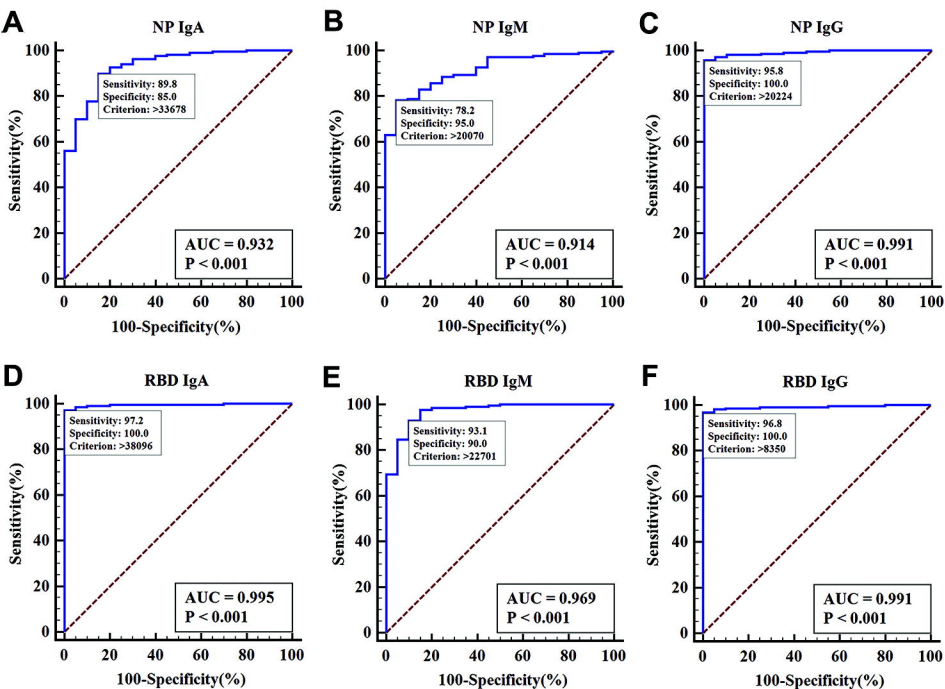 A
NP IgA
Sensitivity(%)
100
80
60
40
20
0
Sensitivity: 89.8
Specificity: 85.0
Criterion: >33678
AUC = 0.932
P < 0.001
0 20 40 60 80 100
100-Specificity(%)
B
NP IgM
Sensitivity(%)
100
80
60
40
20
0
Sensitivity: 78.2
Specificity: 95.0
Criterion: >20070
AUC = 0.914
P < 0.001
0 20 40 60 80 100
100-Specificity(%)
C
NP IgG
Sensitivity(%)
100
80
60
40
20
0
Sensitivity: 95.8
Specificity: 100.0
Criterion: >20224
AUC = 0.991
P < 0.001
0 20 40 60 80 100
100-Specificity(%)
D
RBD IgA
Sensitivity(%)
100
80
60
40
20
0
Sensitivity: 97.2
Specificity: 100.0
Criterion: >38096
AUC = 0.995
P < 0.001
0 20 40 60 80 100
100-Specificity(%)
E
RBD IgM
Sensitivity(%)
100
80
60
40
20
0
Sensitivity: 93.1
Specificity: 90.0
Criterion: >22701
AUC = 0.969
P < 0.001
0 20 40 60 80 100
100-Specificity(%)
F
RBD IgG
Sensitivity(%)
100
80
60
40
20
0
Sensitivity: 96.8
Specificity: 100.0
Criterion: >8350
AUC = 0.991
P < 0.001
0 20 40 60 80 100
100-Specificity(%)